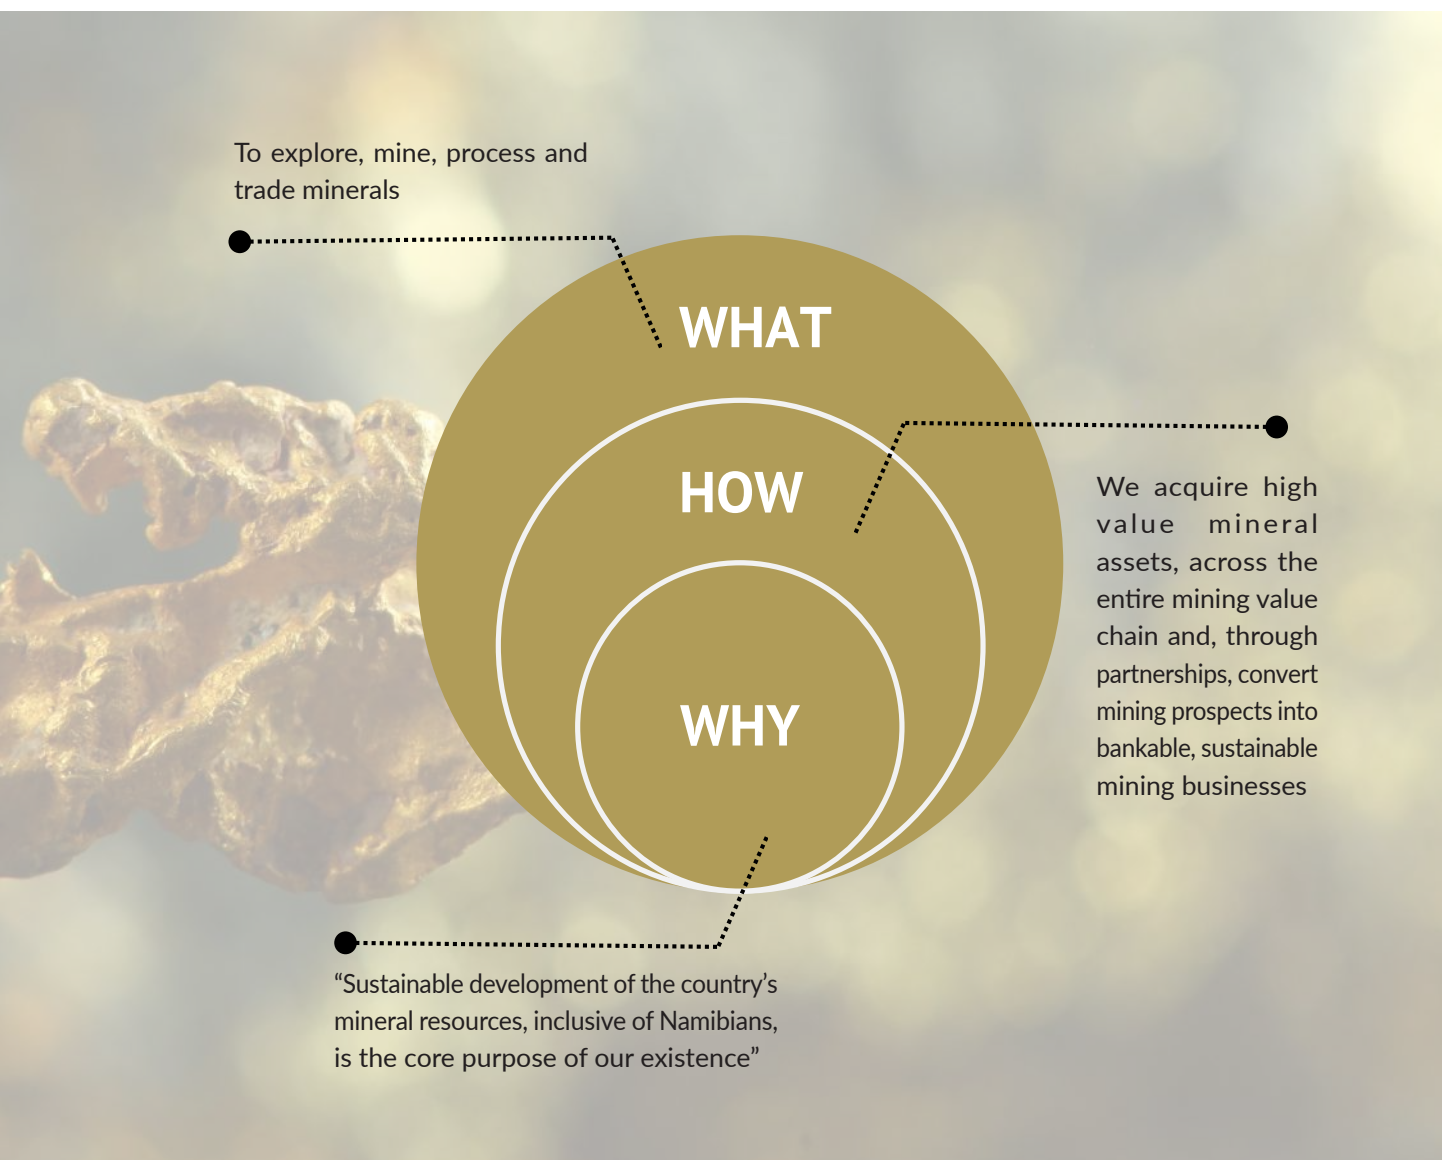 To explore, mine, process and
trade minerals
WHAT
HOW
We acquire high
value mineral
assets, across the
entire mining value
chain and, through
partnerships, convert
mining prospects into
bankable, sustainable
mining businesses
WHY
“Sustainable development of the country’s
mineral resources, inclusive of Namibians,
is the core purpose of our existence”